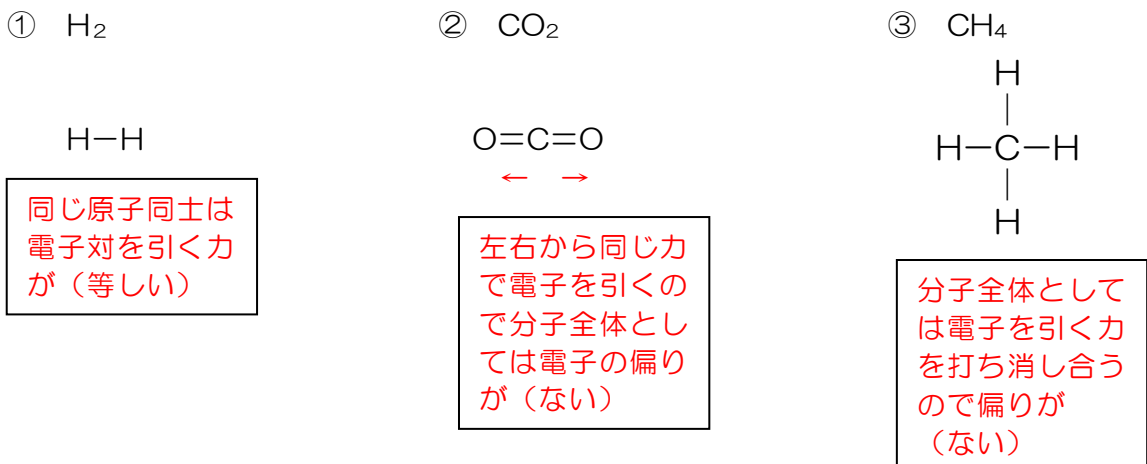 ① H₂
H－H
同じ原子同士は
電子対を引く力
が（等しい）
② CO₂
O＝C＝O
← →
左右から同じ力
で電子を引くの
で分子全体とし
ては電子の偏り
が（ない）
③ CH₄
H
|
H－C－H
|
H
分子全体として
は電子を引く力
を打ち消し合う
ので偏りが
（ない）